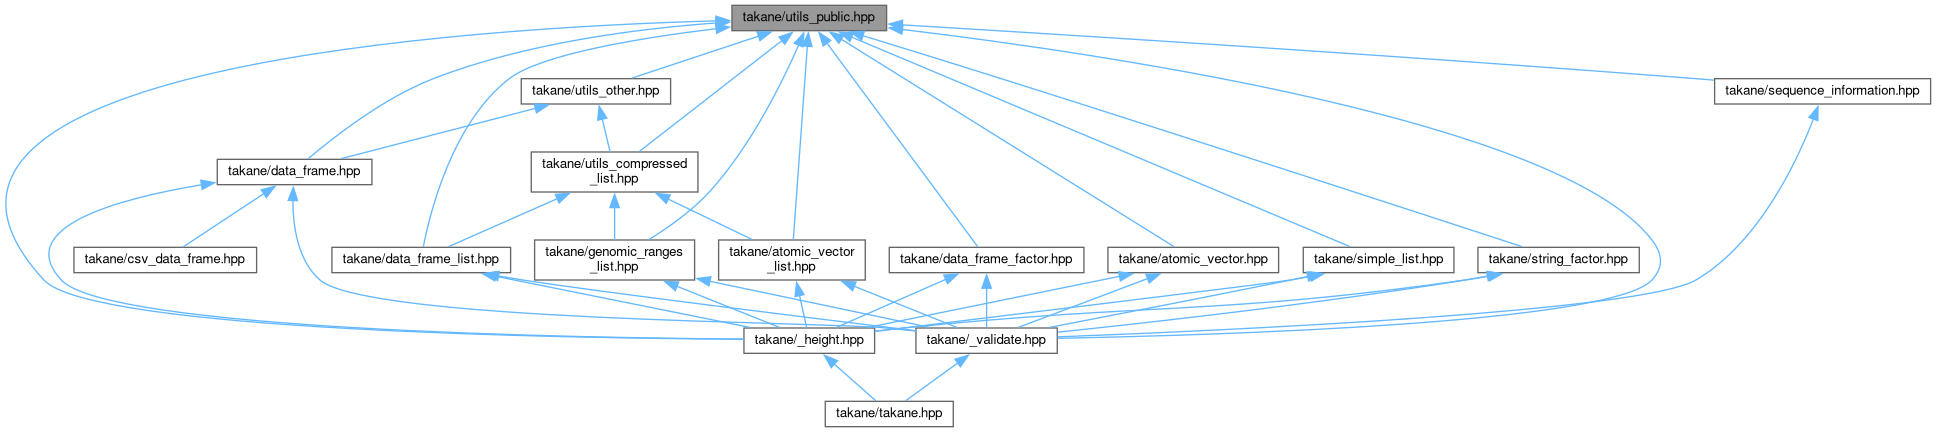 takane/utils_public.hpp
takane/utils_other.hpp
takane/sequence_information.hpp
takane/data_frame.hpp
takane/utils_compressed
_list.hpp
takane/csv_data_frame.hpp
takane/data_frame_list.hpp
takane/genomic_ranges
_list.hpp
takane/atomic_vector
_list.hpp
takane/data_frame_factor.hpp
takane/atomic_vector.hpp
takane/simple_list.hpp
takane/string_factor.hpp
takane/_height.hpp
takane/_validate.hpp
takane/takane.hpp